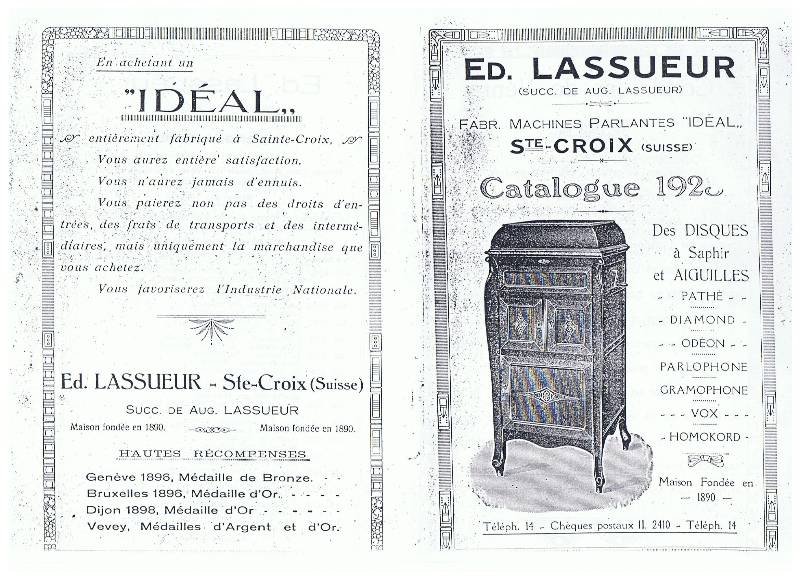 En achetant un
"IDÉAL„
entièrement fabriqué à Sainte-Croix,
Vous aurez entière satisfaction.
Vous n'aurez jamais d'ennuis.
Vous paierez non pas des droits d'en-
trées, des frais de transports et des intermé-
diaires, mais uniquement la marchandise que
vous achetez.
Vous favoriserez l'Industrie Nationale.
Ed. LASSUEUR - Ste-Croix (Suisse)
SUCC. DE AUG. LASSUEUR
Maison fondée en 1890. Maison fondée en 1890.
HAUTES RÉCOMPENSES
Genève 1896, Médaille de Bronze. - -
Bruxelles 1896, Médaille d'Or. - - - -
Dijon 1898, Médaille d'Or - - - - -
Vevey, Médailles d'Argent et d'Or.
ED. LASSUEUR
(SUCC. DE AUG. LASSUEUR)
FABR. MACHINES PARLANTES "IDÉAL„
STE-CROIX (SUISSE)
Catalogue 192
Des DISQUES
à Saphir
et AIGUILLES
- - PATHÉ - -
- DIAMOND -
- - ODÉON - -
PARLOPHONE
GRAMOPHONE
- - - VOX - - -
- HOMOKORD -
Maison Fondée en
— 1890 —
Téléph. 14 - Chèques postaux II. 2410 - Téléph. 14